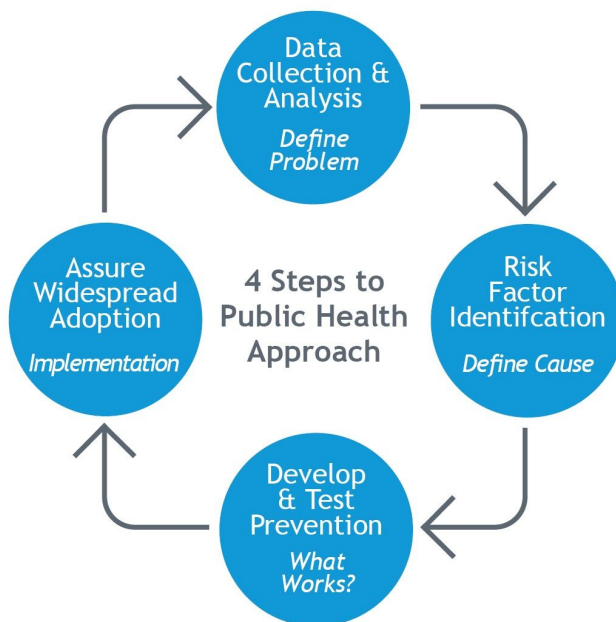 Data
Collection &
Analysis
Define
Problem
Risk
Factor
Identifcation
Define Cause
Develop
& Test
Prevention
What
Works?
Assure
Widespread
Adoption
Implementation
4 Steps to
Public Health
Approach